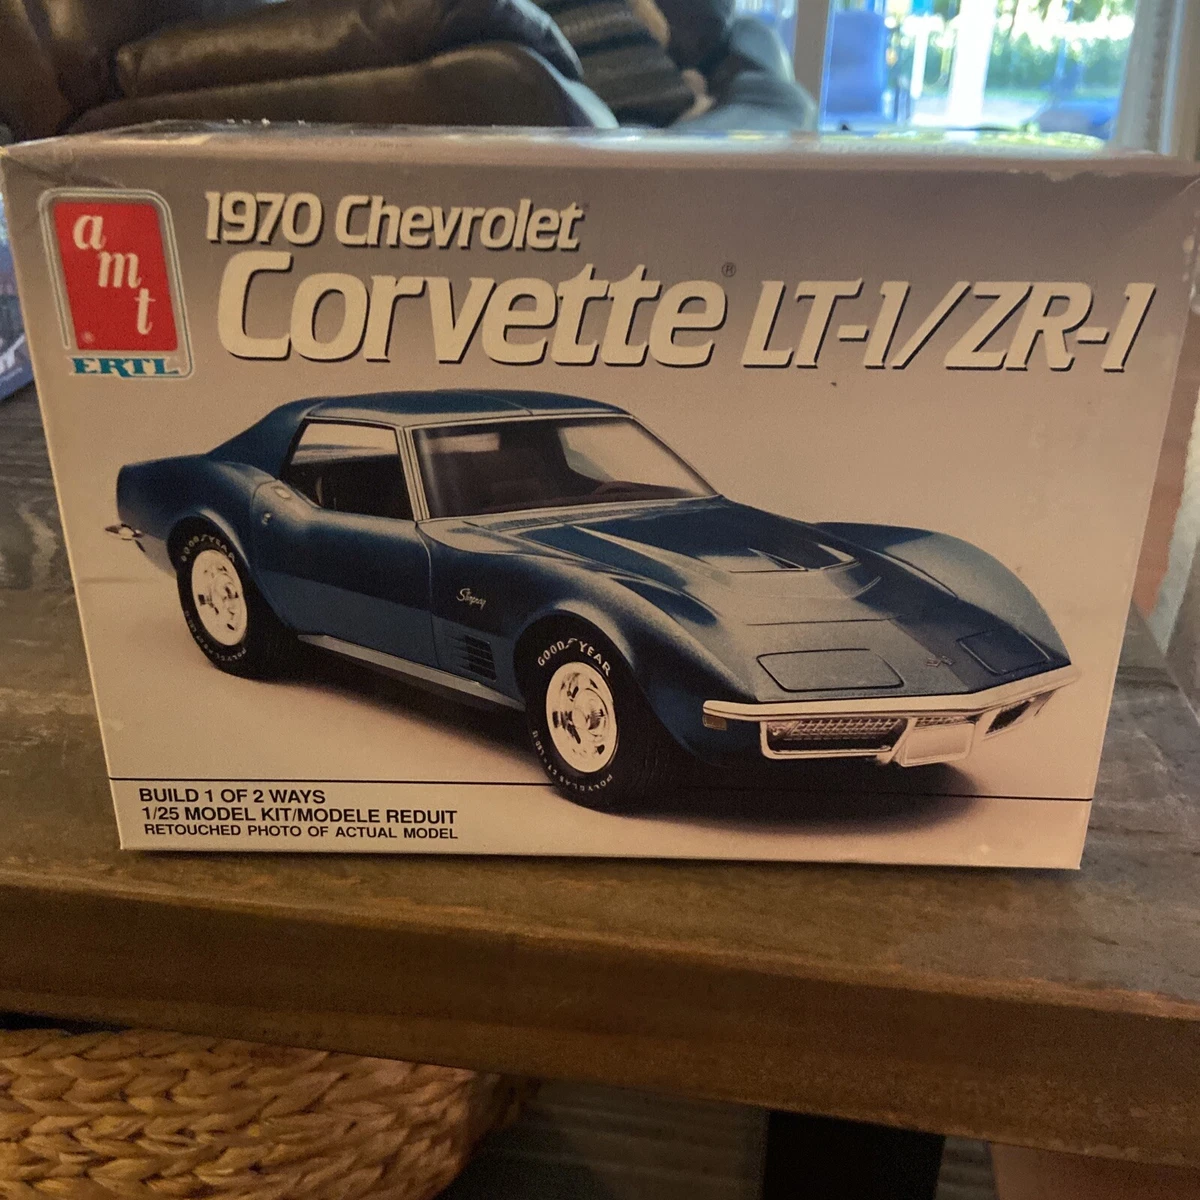 amt
®
ERTL
1970 Chevrolet
Corvette® LT-1/ZR-1
Stingray
GOODYEAR
GOODYEAR
BUILD 1 OF 2 WAYS
1/25 MODEL KIT/MODELE REDUIT
RETOUCHED PHOTO OF ACTUAL MODEL